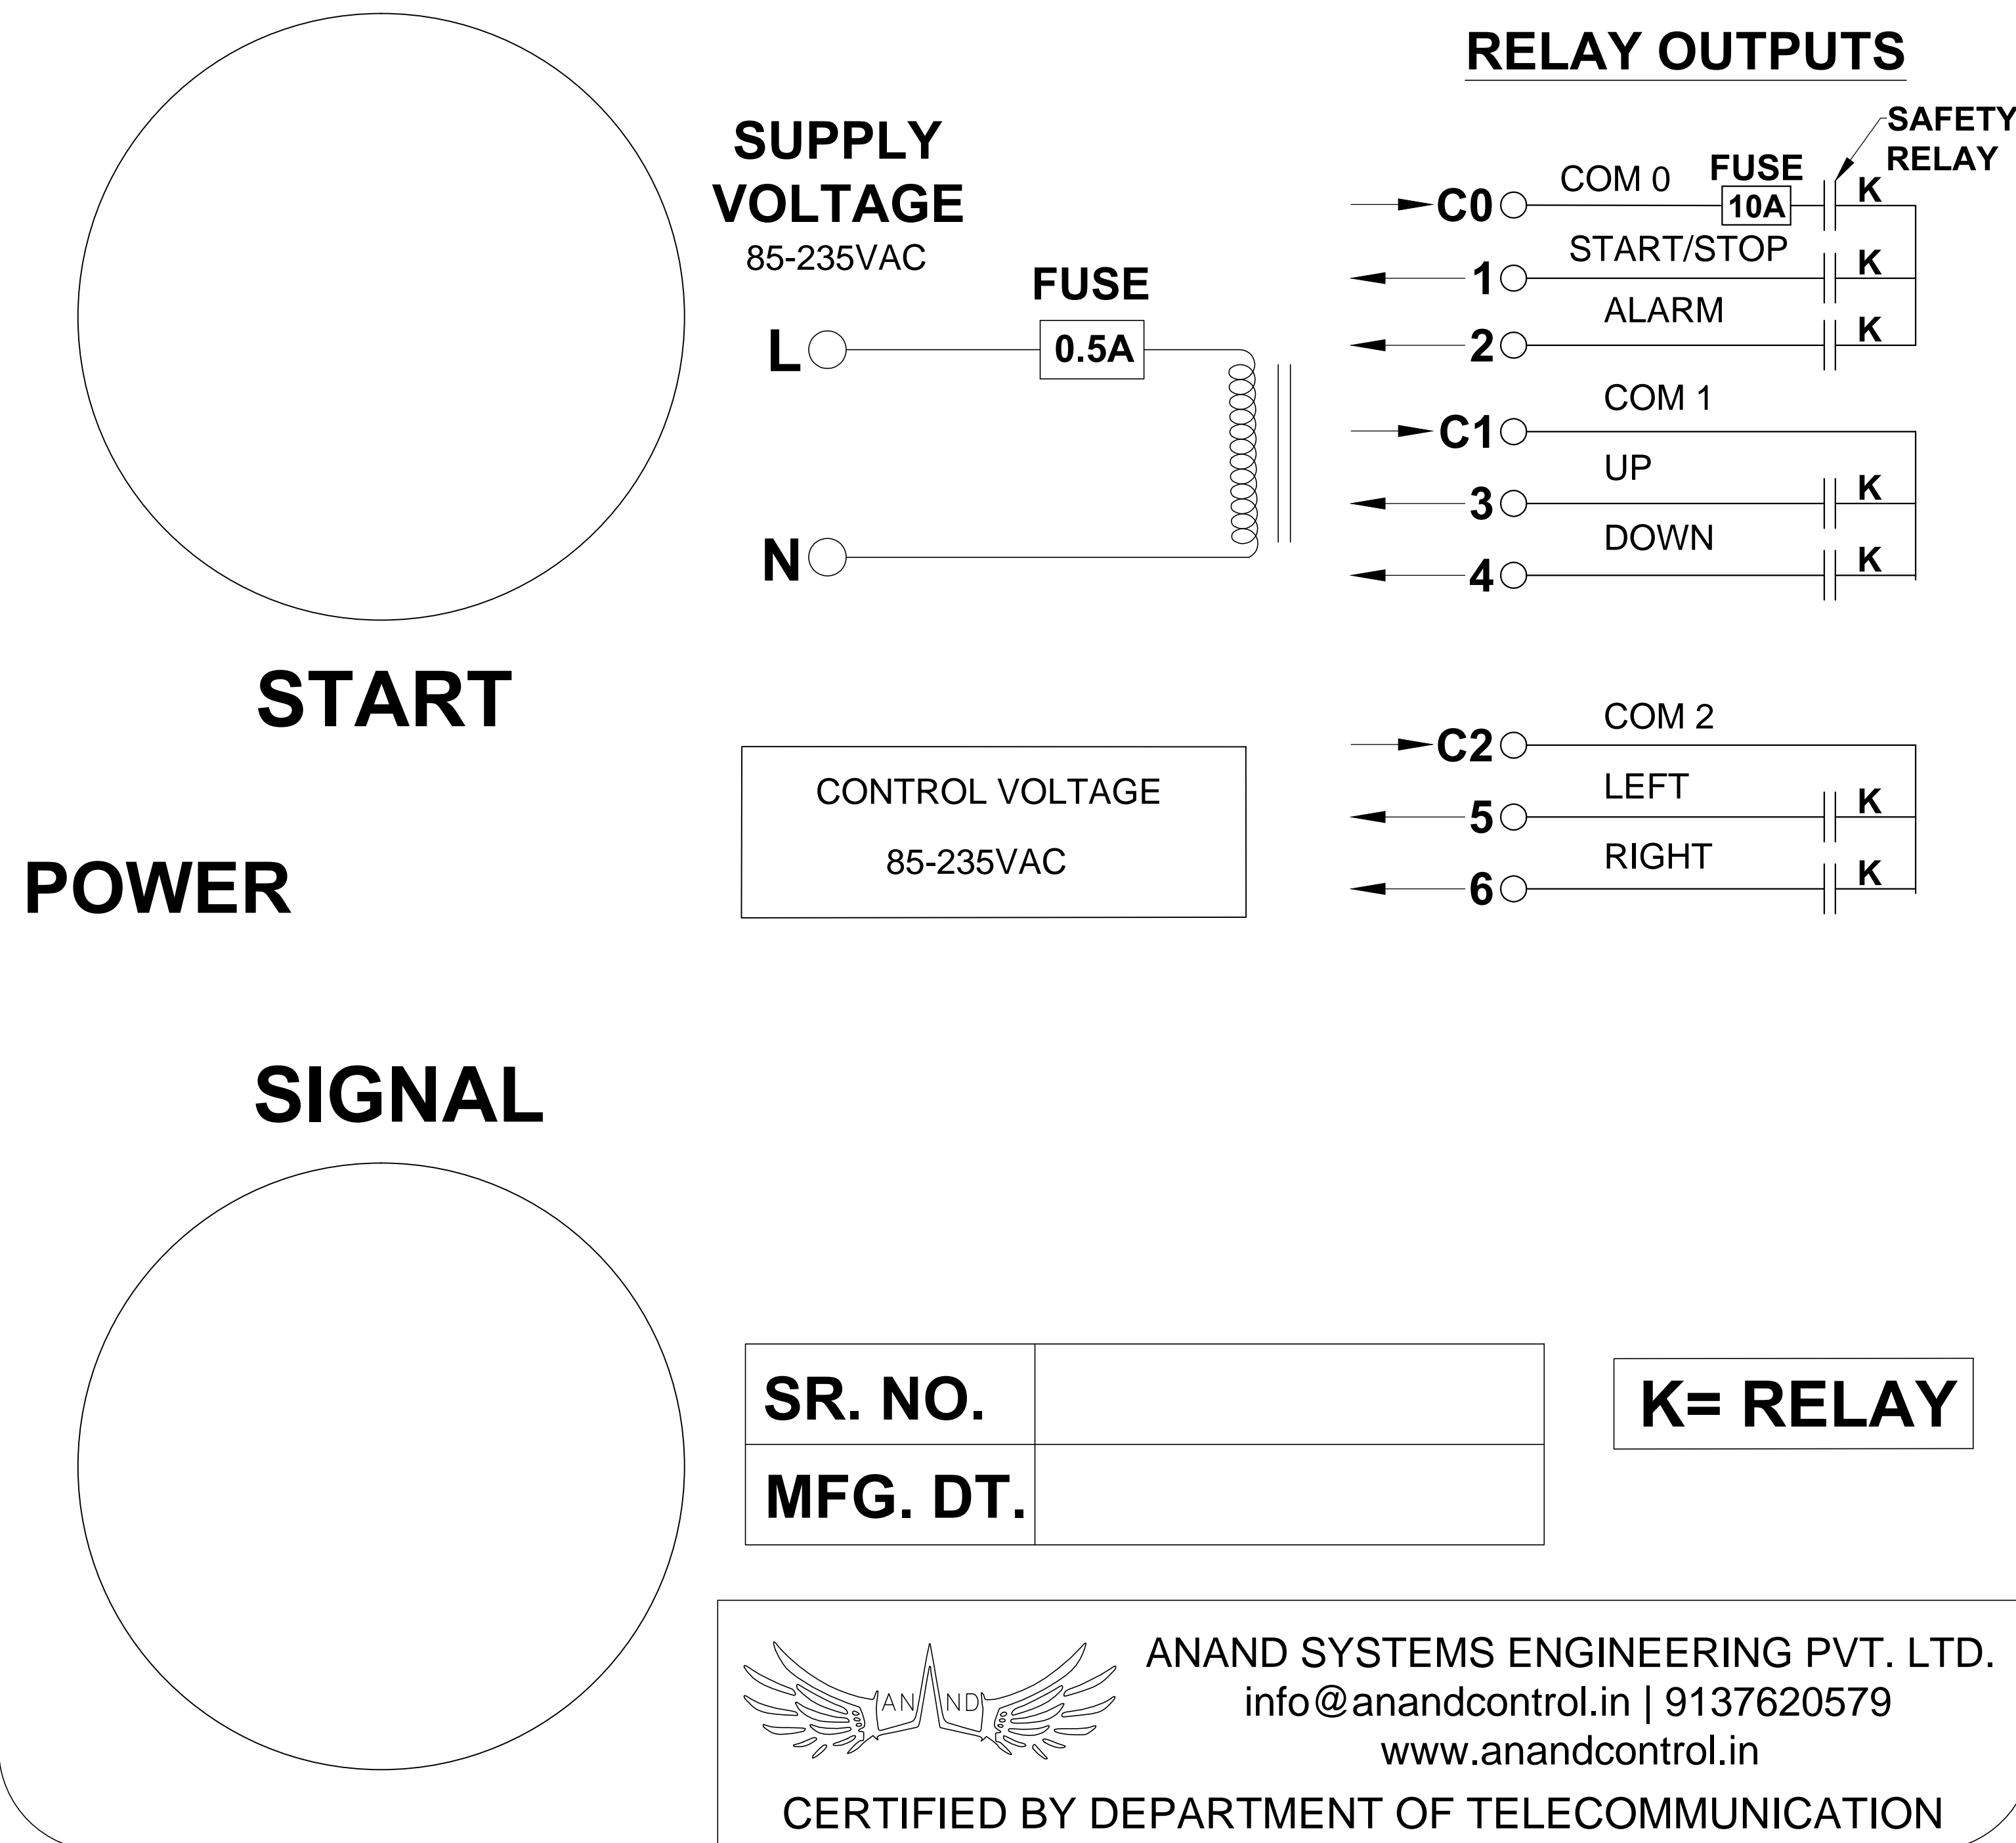 RELAY OUTPUTS
SAFETY
RELAY
SUPPLY
VOLTAGE
85-235VAC
FUSE
L
0.5A
N
COM 0
FUSE
C0
10A
K
START/STOP
1
K
ALARM
2
K
COM 1
C1
UP
3
K
DOWN
4
K
START
COM 2
C2
CONTROL VOLTAGE
85-235VAC
LEFT
5
K
RIGHT
6
K
POWER
SIGNAL
SR. NO.
MFG. DT.
K= RELAY
ANAND
ANAND SYSTEMS ENGINEERING PVT. LTD.
info@anandcontrol.in | 9137620579
www.anandcontrol.in
CERTIFIED BY DEPARTMENT OF TELECOMMUNICATION